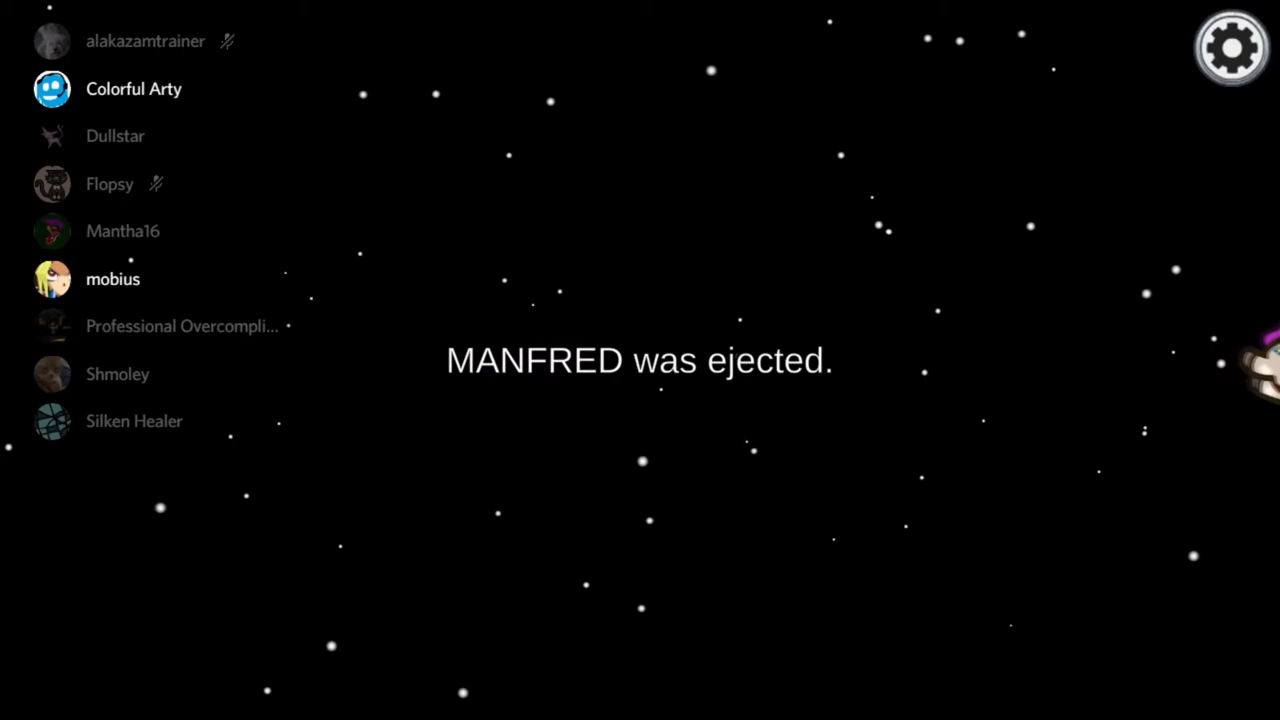 alakazamtrainer
Colorful Arty
Dullstar
Flopsy
Mantha16
mobius
Professional Overcompli...
MANFRED was ejected.
Shmoley
Silken Healer